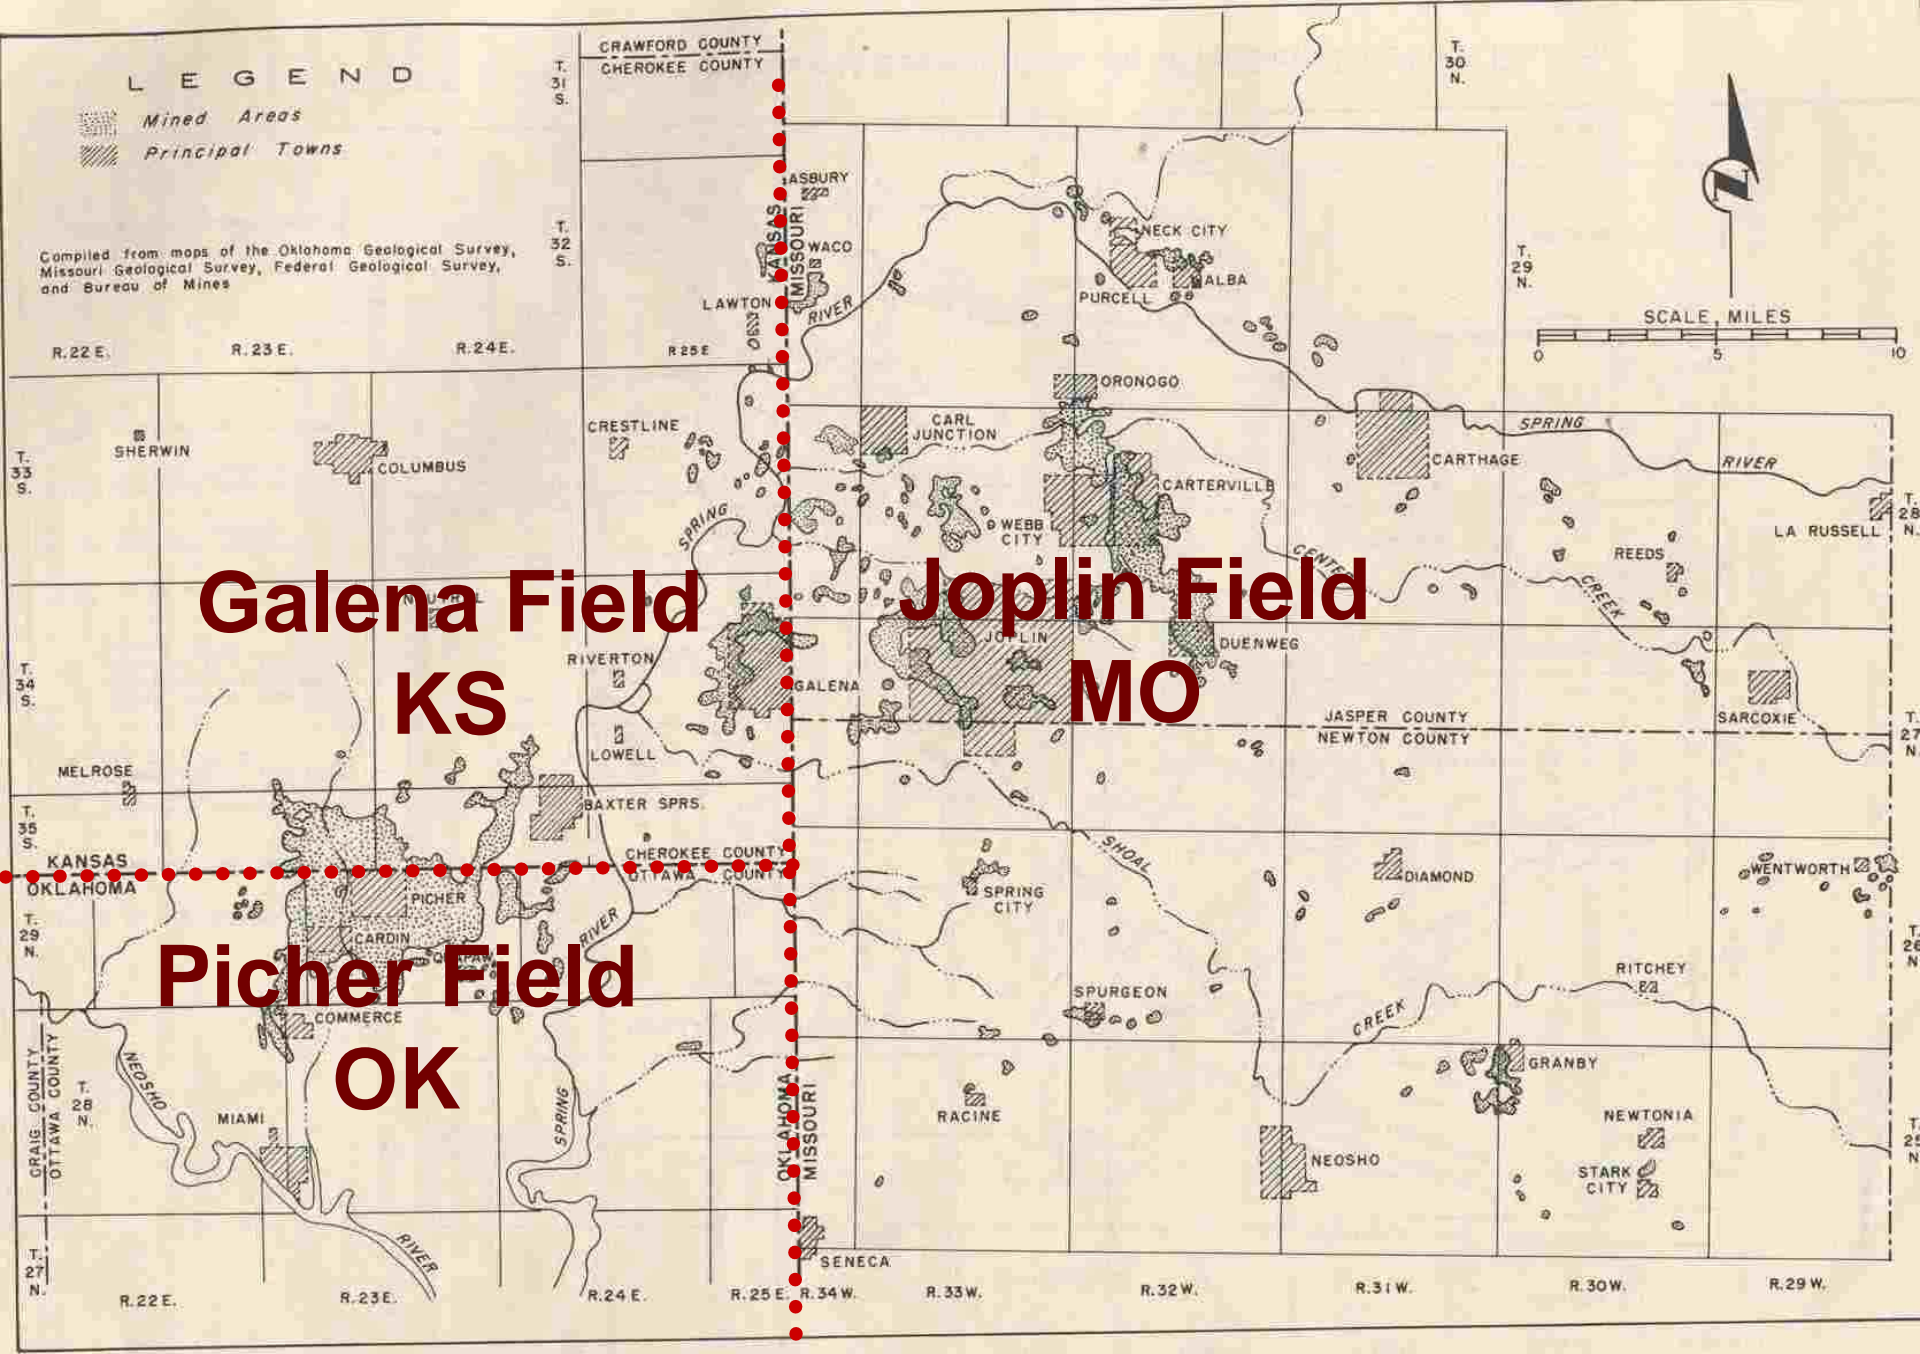 CRAWFORD COUNTY
CHEROKEE COUNTY
LEGEND
Mined Areas
Principal Towns
Compiled from maps of the Oklahoma Geological Survey,
Missouri Geological Survey, Federal Geological Survey,
and Bureau of Mines
T.
31
S.
T.
30
N.
T.
32
S.
T.
29
N.
SCALE, MILES
0 5 10
R.22 E. R.23 E. R.24 E. R 25 E
KANSAS
MISSOURI
ASBURY
WACO
LAWTON
RIVER
NECK CITY
ALBA
PURCELL
ORONOGO
CARL
JUNCTION
CRESTLINE
SHERWIN
COLUMBUS
T.
33
S.
CARTHAGE
SPRING
RIVER
CARTERVILLE
WEBB
CITY
SPRING
LA RUSSELL
T.
28
N.
REEDS
CENTER
CREEK
Galena Field
KS
Joplin Field
MO
JOPLIN
DUENWEG
RIVERTON
GALENA
LOWELL
T.
34
S.
SARCOXIE
JASPER COUNTY
NEWTON COUNTY
T.
27
N.
MELROSE
BAXTER SPRS.
T.
35
S.
KANSAS
OKLAHOMA
CHEROKEE COUNTY
OTTAWA COUNTY
SHOAL
SPRING
CITY
DIAMOND
WENTWORTH
PICHER
CARDIN
RIVER
T.
29
N.
T.
26
N
Picher Field
OK
COMMERCE
SPURGEON
CREEK
RITCHEY
CRAIG COUNTY
OTTAWA COUNTY
NEOSHO
T.
28
N.
MIAMI
SPRING
OKLAHOMA
MISSOURI
RACINE
GRANBY
NEWTONIA
NEOSHO
STARK
CITY
T.
25
N
RIVER
SENECA
T.
27
N.
R.22 E. R.23 E. R.24 E. R.25 E. R.34 W. R.33W. R.32W. R.31W. R.30W. R.29 W.